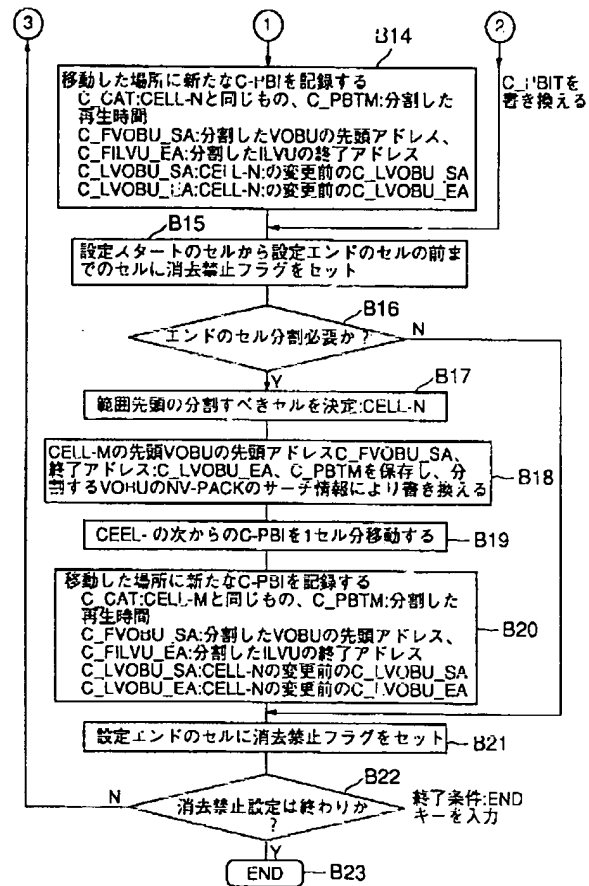 3
1
2
B14
C_PBITを
書き換える
移動した場所に新たなC-PBIを記録する
C_CAT:CELL-Nと同じもの、C_PBTM:分割した
再生時間
C_FVOBU_SA:分割したVOBUの先頭アドレス、
C_FILVU_EA:分割したILVUの終了アドレス
C_LVOBU_SA:CELL-N:の変更前のC_LVOBU_SA
C_LVOBU_EA:CELL-N:の変更前のC_LVOBU_EA
B15
設定スタートのセルから設定エンドのセルの前ま
でのセルに消去禁止フラグをセット
B16
エンドのセル分割必要か?
N
Y
B17
範囲先頭の分割すべきセルを決定:CELL-N
CELL-Mの先頭VOBUの先頭アドレスC_FVOBU_SA、
終了アドレス:C_LVOBU_EA、C_PBTMを保存し、分
割するVOBUのNV-PACKのサーチ情報により書き換える
B18
CEEL-の次からのC-PBIを1セル分移動する
B19
移動した場所に新たなC-PBIを記録する
C_CAT:CELL-Mと同じもの、C_PBTM:分割した
再生時間
C_FVOBU_SA:分割したVOBUの先頭アドレス、
C_FILVU_EA:分割したILVUの終了アドレス
C_LVOBU_SA:CELL-Nの変更前のC_LVOBU_SA
C_LVOBU_EA:CELL-Nの変更前のC_LVOBU_EA
B20
設定エンドのセルに消去禁止フラグをセット
B21
B22
N
消去禁止設定は終わりか
?
終了条件:END
キーを入力
Y
END
B23